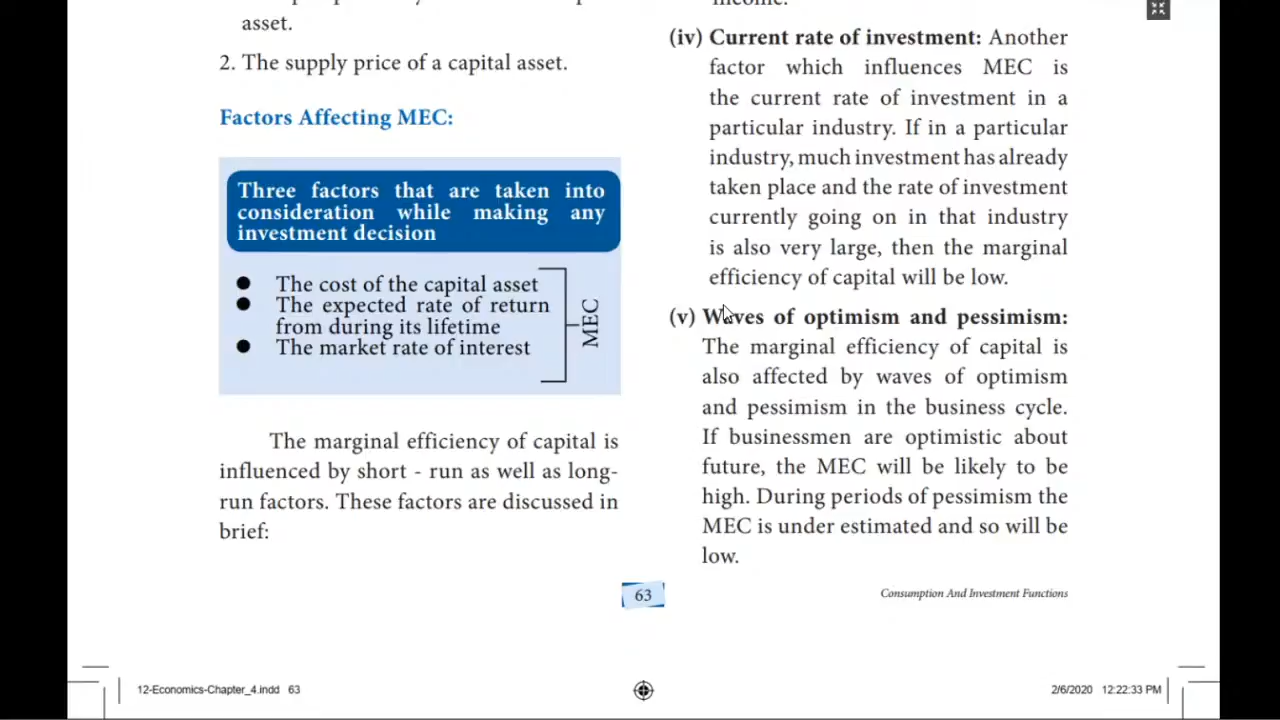 asset.
2. The supply price of a capital asset.
Factors Affecting MEC:
Three factors that are taken into
consideration while making any
investment decision
● The cost of the capital asset
● The expected rate of return
from during its lifetime
● The market rate of interest
MEC
The marginal efficiency of capital is
influenced by short - run as well as long-
run factors. These factors are discussed in
brief:
income.
(iv) Current rate of investment: Another
factor which influences MEC is
the current rate of investment in a
particular industry. If in a particular
industry, much investment has already
taken place and the rate of investment
currently going on in that industry
is also very large, then the marginal
efficiency of capital will be low.
(v) Waves of optimism and pessimism:
The marginal efficiency of capital is
also affected by waves of optimism
and pessimism in the business cycle.
If businessmen are optimistic about
future, the MEC will be likely to be
high. During periods of pessimism the
MEC is under estimated and so will be
low.
63
Consumption And Investment Functions
12-Economics-Chapter_4.indd 63
2/6/2020 12:22:33 PM